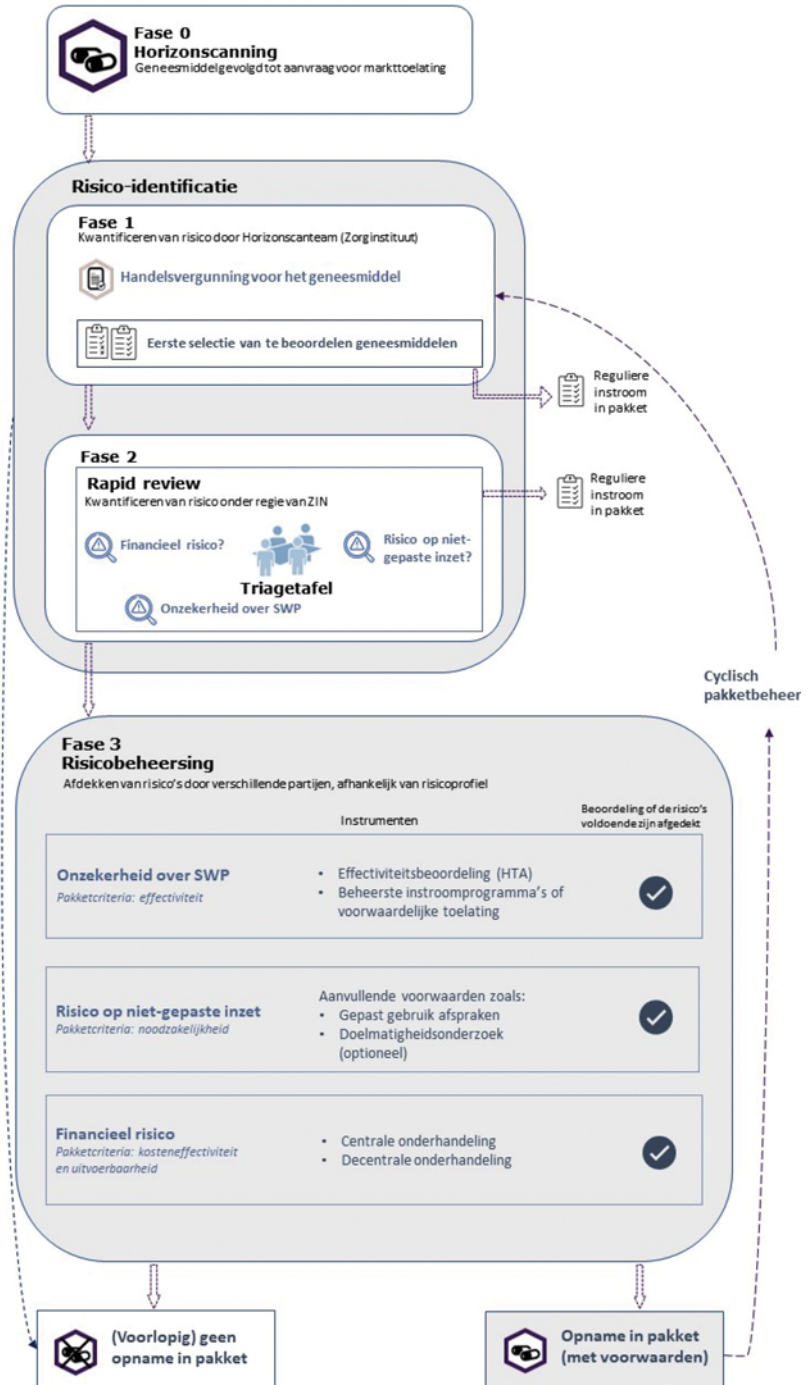 Fase 0
Horizonscanning
Geneesmiddel gevolgd tot aanvraag voor markttoelating
Risico-identificatie
Fase 1
Kwantificeren van risico door Horizonscanteam (Zorginstituut)
Handelsvergunning voor het geneesmiddel
Eerste selectie van te beoordelen geneesmiddelen
Reguliere
instroom
in pakket
Fase 2
Rapid review
Kwantificeren van risico onder regie van ZIN
Financieel risico?
Risico op niet-
gepaste inzet?
Triagetafel
Onzekerheid over SWP
Reguliere
instroom
in pakket
Cyclisch
pakketbeheer
Fase 3
Risicobeheersing
Afdekken van risico's door verschillende partijen, afhankelijk van risicoprofiel
Instrumenten
Beoordeling of de risico's
voldoende zijn afgedekt
Onzekerheid over SWP
Pakketcriteria: effectiviteit
• Effectiviteitsbeoordeling (HTA)
• Beheerste instroomprogramma's of
voorwaardelijke toelating
Risico op niet-gepaste inzet
Pakketcriteria: noodzakelijkheid
Aanvullende voorwaarden zoals:
• Gepast gebruik afspraken
• Doelmatigheidsonderzoek
(optioneel)
Financieel risico
Pakketcriteria: kosteneffectiviteit
en uitvoerbaarheid
• Centrale onderhandeling
• Decentrale onderhandeling
(Voorlopig) geen
opname in pakket
Opname in pakket
(met voorwaarden)